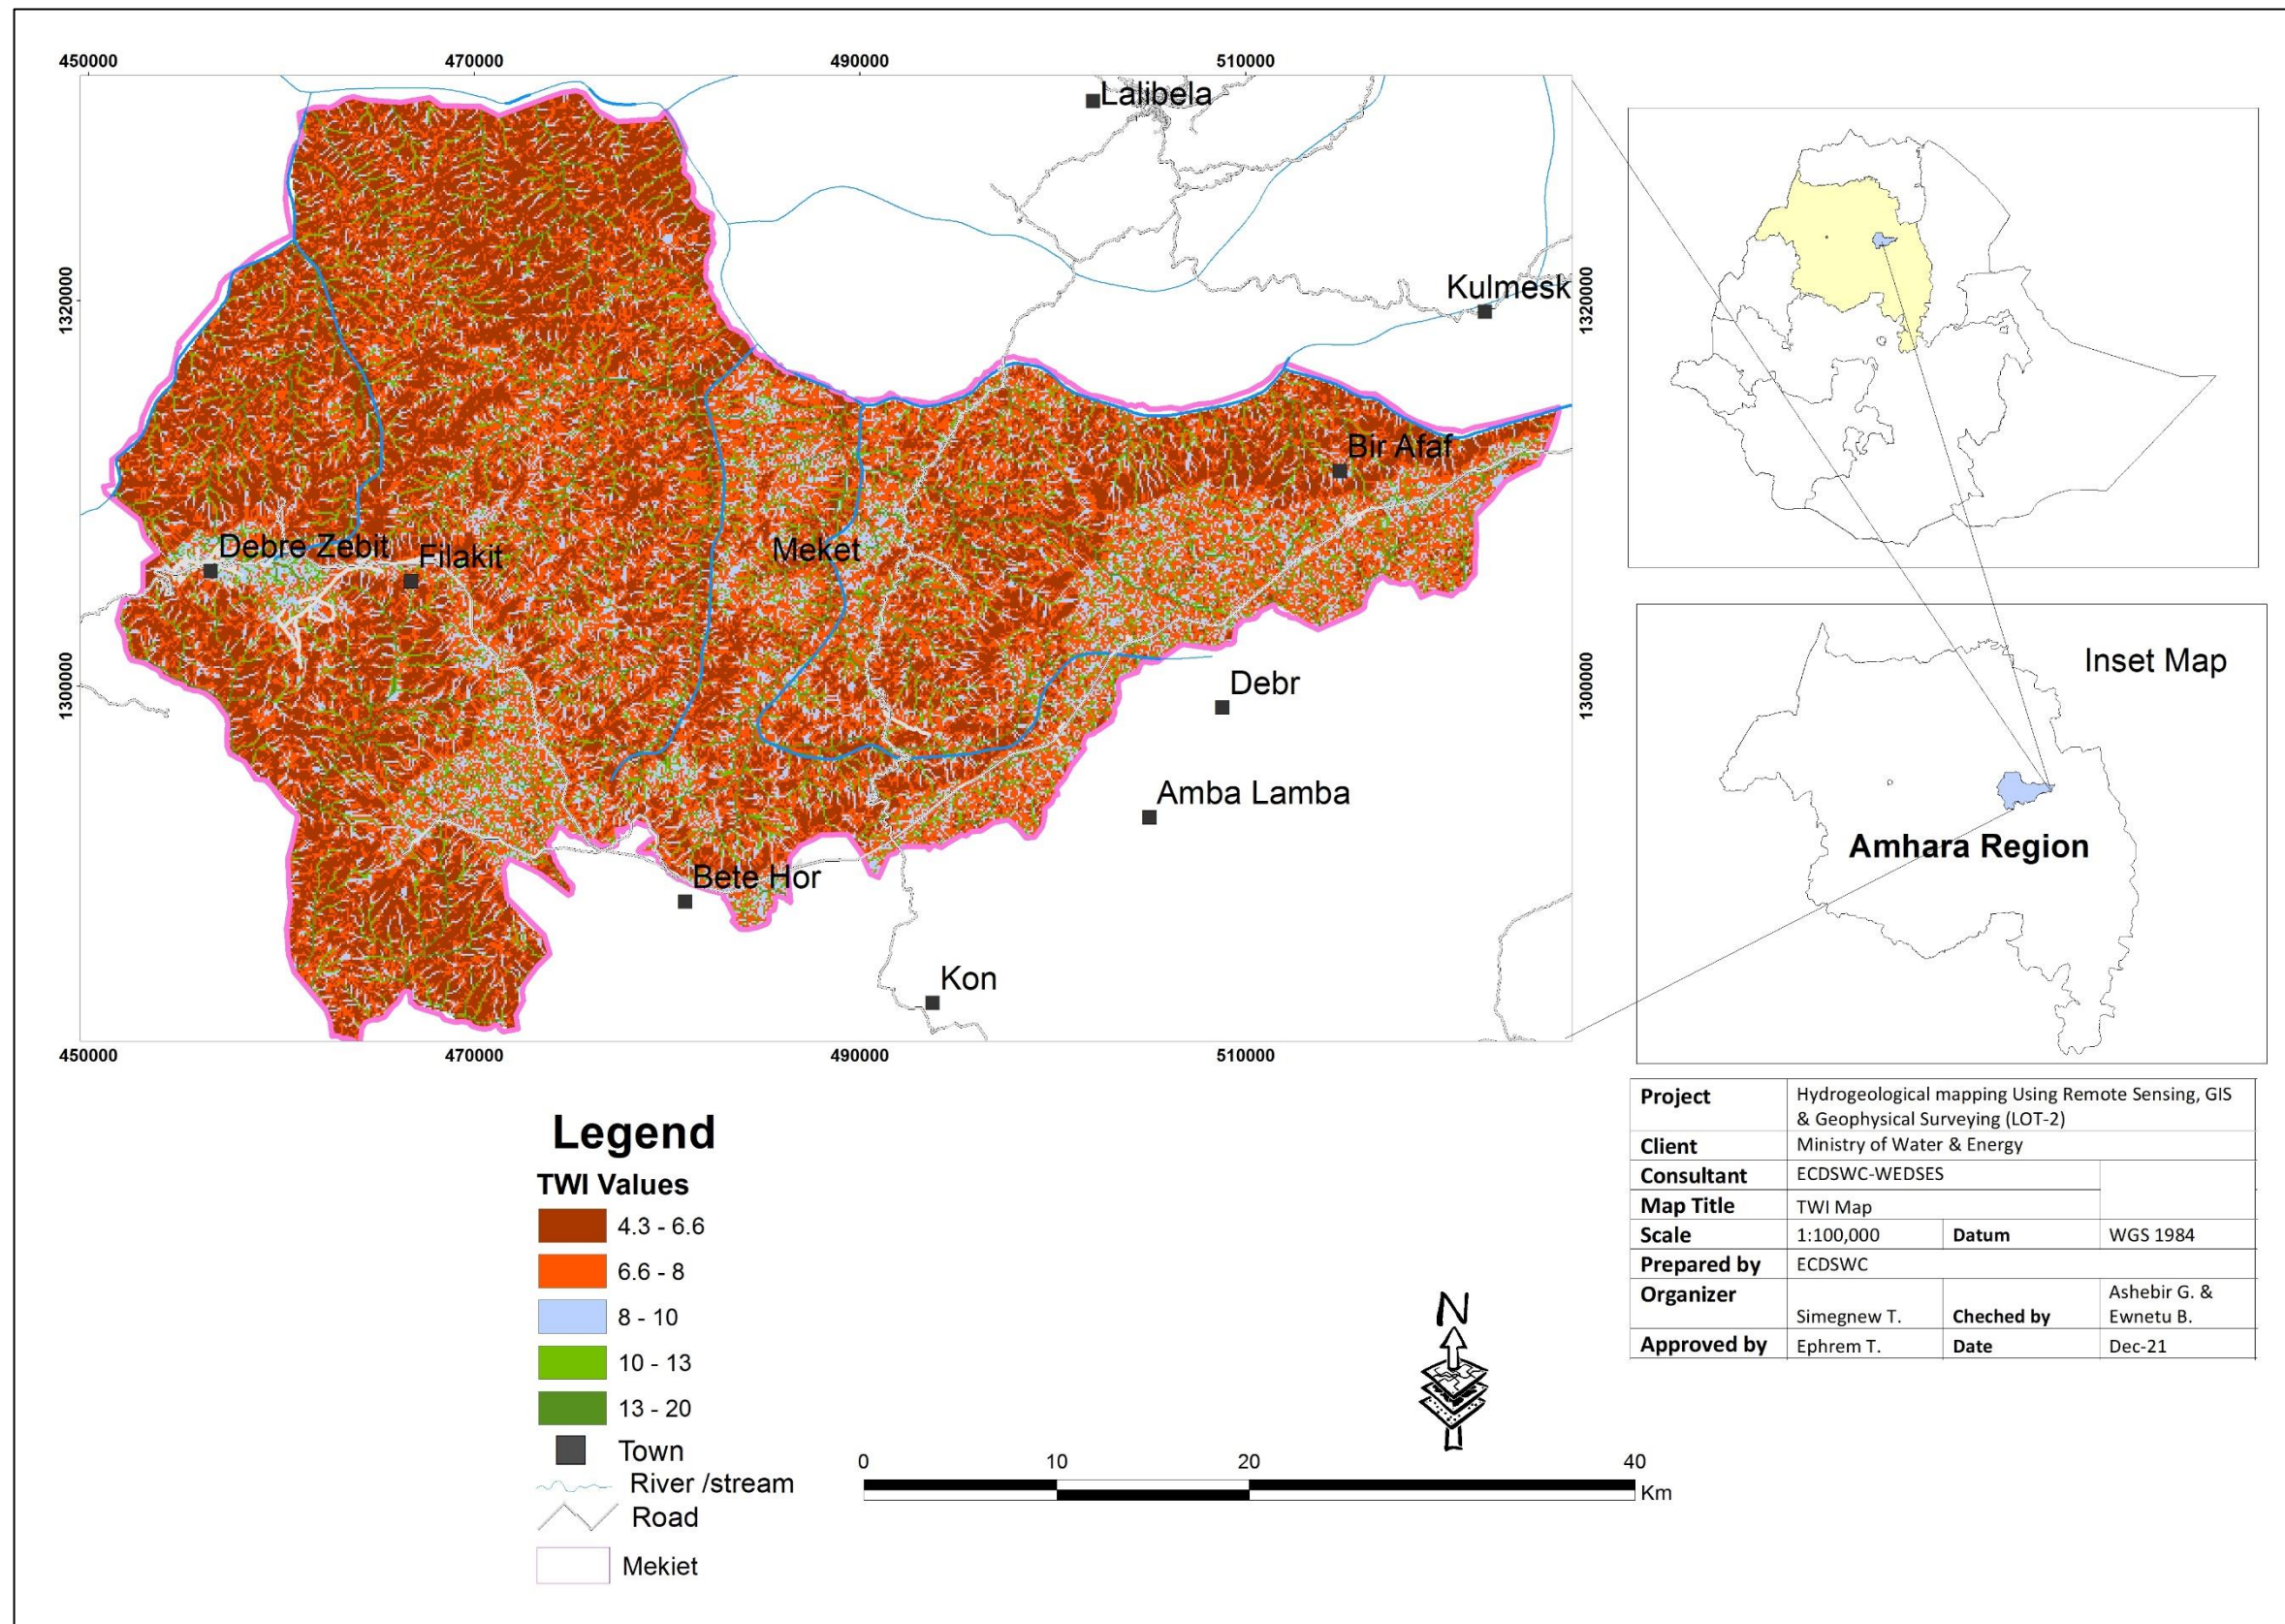 450000
470000
490000
510000
Lalibela
1320000
Kulmesk
1320000
Bir Afaf
Debre Zebit
Filakit
Meket
1300000
Debr
1300000
Amba Lamba
Bete Hor
Kon
450000
470000
490000
510000
Inset Map
Amhara Region
Legend
TWI Values
4.3 - 6.6
6.6 - 8
8 - 10
10 - 13
13 - 20
Town
River /stream
Road
Mekiet
N
0 10 20 40
Km
Project Hydrogeological mapping Using Remote Sensing, GIS
& Geophysical Surveying (LOT-2)
Client Ministry of Water & Energy
Consultant ECDSWC-WEDSES
Map Title TWI Map
Scale 1:100,000 Datum WGS 1984
Prepared by ECDSWC
Organizer Simegnew T. Cheched by Ashebir G. &
Ewnetu B.
Approved by Ephrem T. Date Dec-21